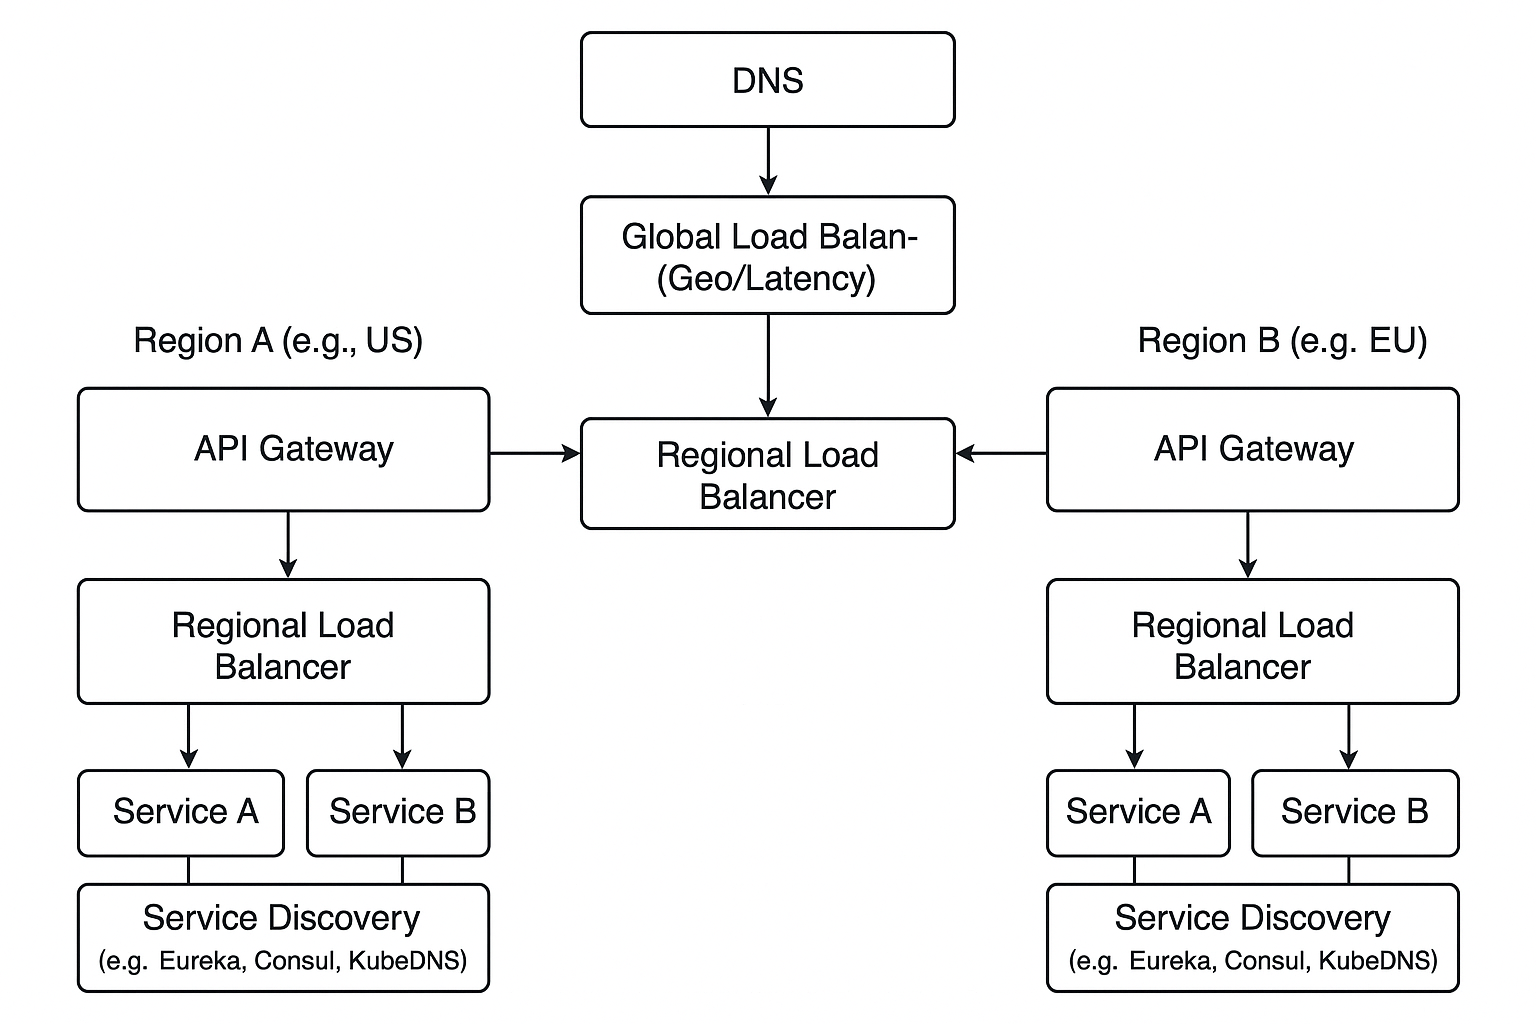 DNS
Global Load Balan-
(Geo/Latency)
Region A (e.g., US)
Region B (e.g. EU)
API Gateway
Regional Load
Balancer
API Gateway
Regional Load
Balancer
Regional Load
Balancer
Service A
Service B
Service A
Service B
Service Discovery
(e.g. Eureka, Consul, KubeDNS)
Service Discovery
(e.g. Eureka, Consul, KubeDNS)